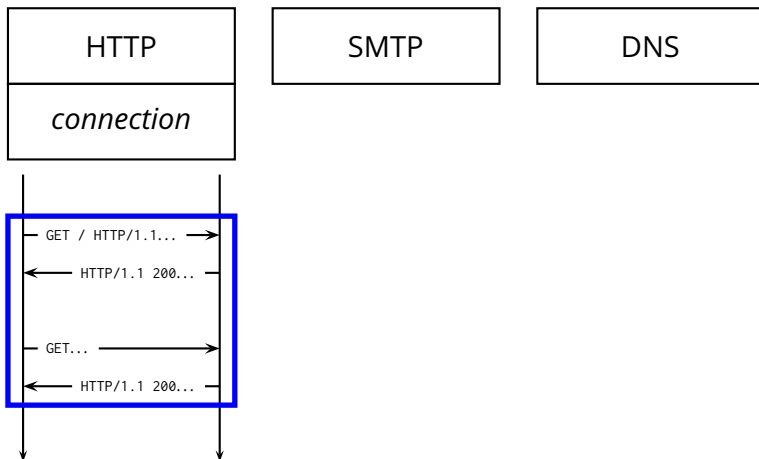 HTTP
SMTP
DNS
connection
GET / HTTP/1.1...
HTTP/1.1 200...
GET...
HTTP/1.1 200...